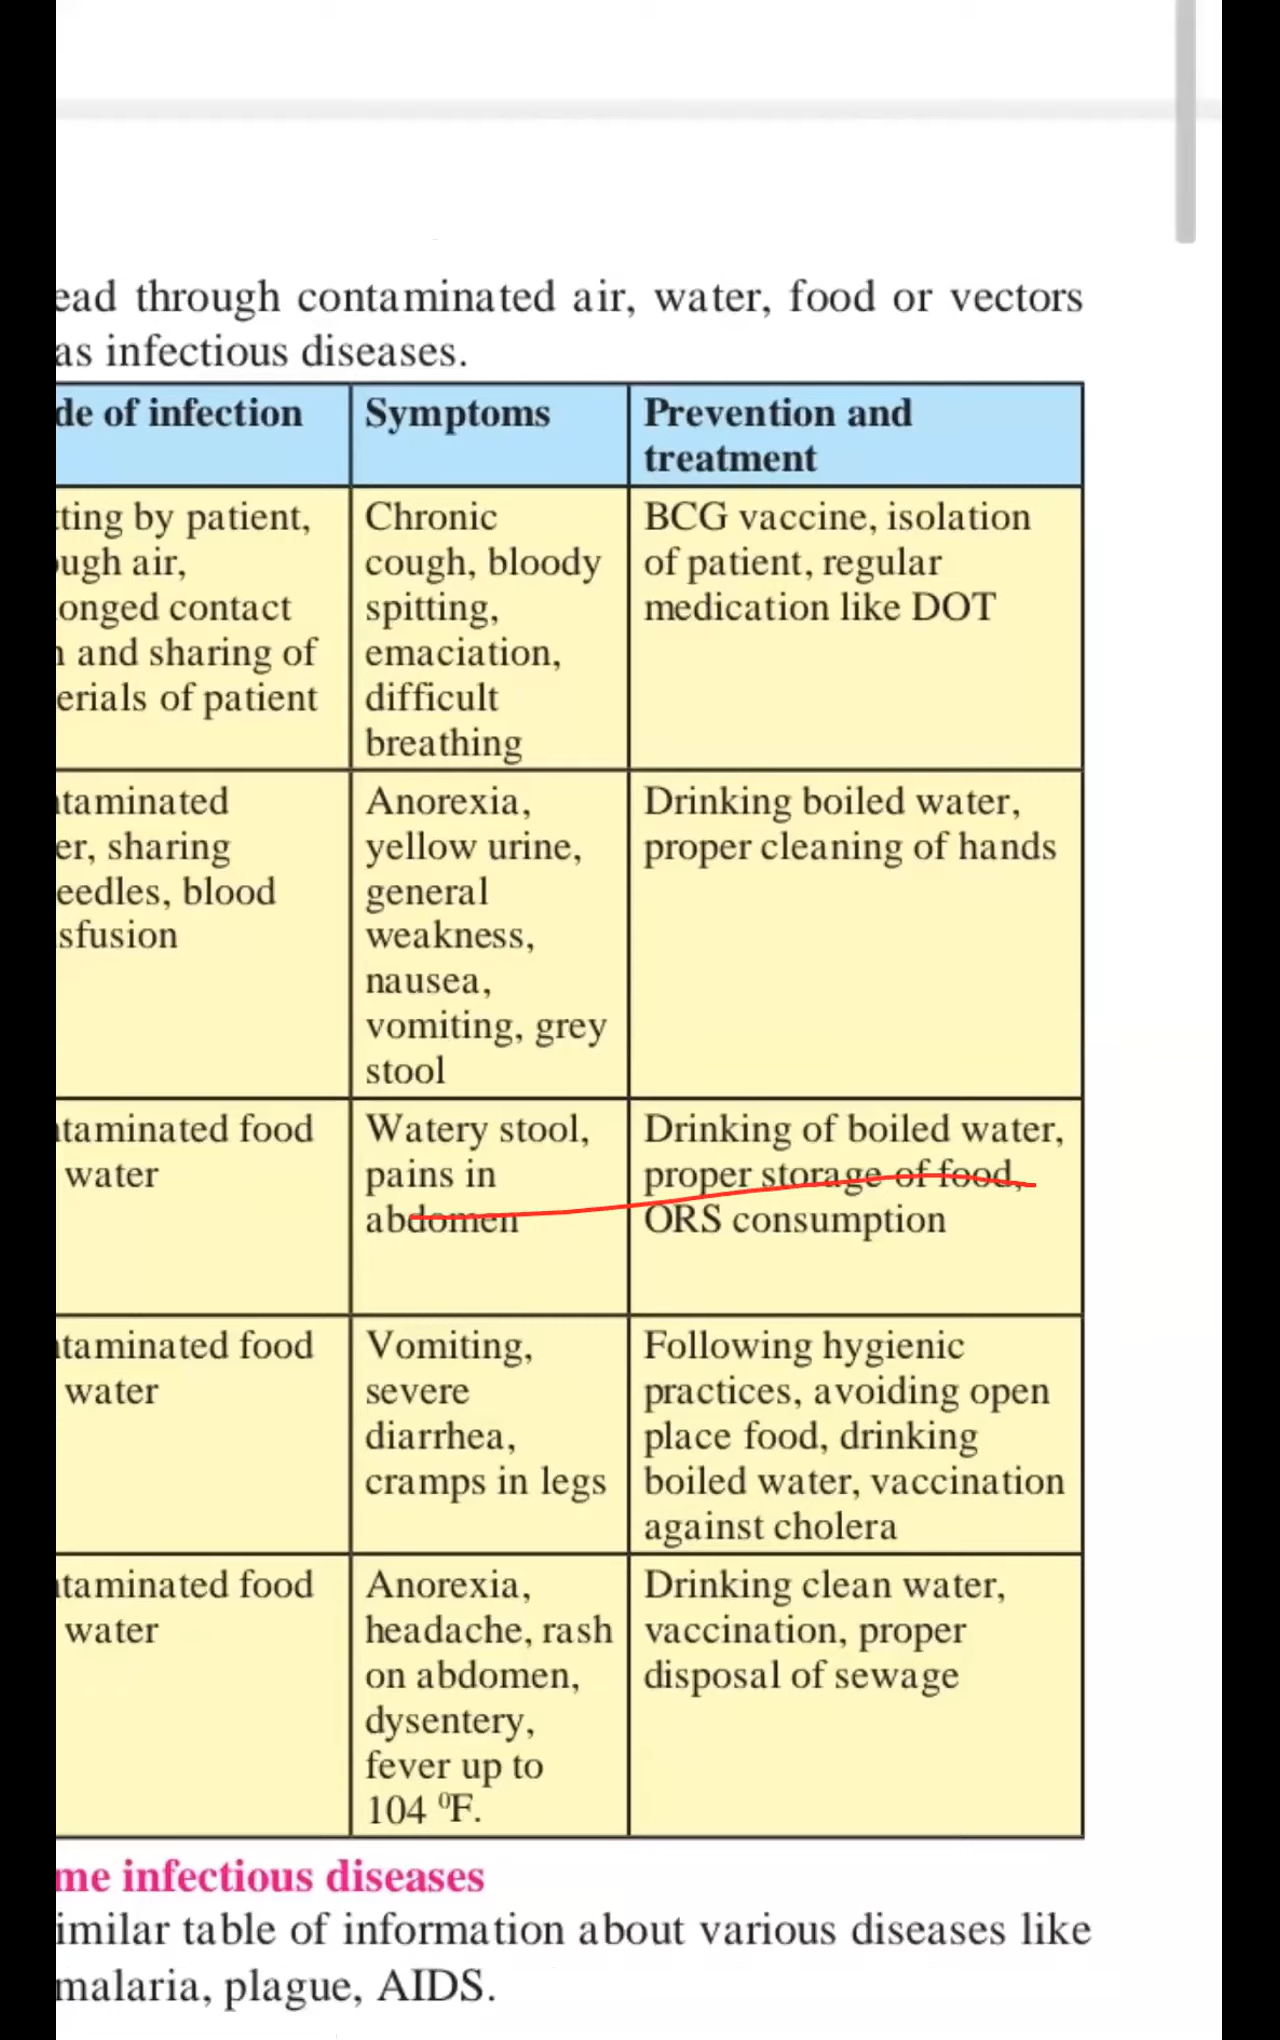 ead through contaminated air, water, food or vectors
as infectious diseases.
de of infection
Symptoms
Prevention and
treatment
tting by patient,
ough air,
onged contact
n and sharing of
erials of patient
Chronic
cough, bloody
spitting,
emaciation,
difficult
breathing
BCG vaccine, isolation
of patient, regular
medication like DOT
taminated
er, sharing
eedles, blood
sfusion
Anorexia,
yellow urine,
general
weakness,
nausea,
vomiting, grey
stool
Drinking boiled water,
proper cleaning of hands
taminated food
water
Watery stool,
pains in
abdomen
Drinking of boiled water,
proper storage of food,
ORS consumption
taminated food
water
Vomiting,
severe
diarrhea,
cramps in legs
Following hygienic
practices, avoiding open
place food, drinking
boiled water, vaccination
against cholera
taminated food
water
Anorexia,
headache, rash
on abdomen,
dysentery,
fever up to
104 ⁰F.
Drinking clean water,
vaccination, proper
disposal of sewage
me infectious diseases
imilar table of information about various diseases like
malaria, plague, AIDS.